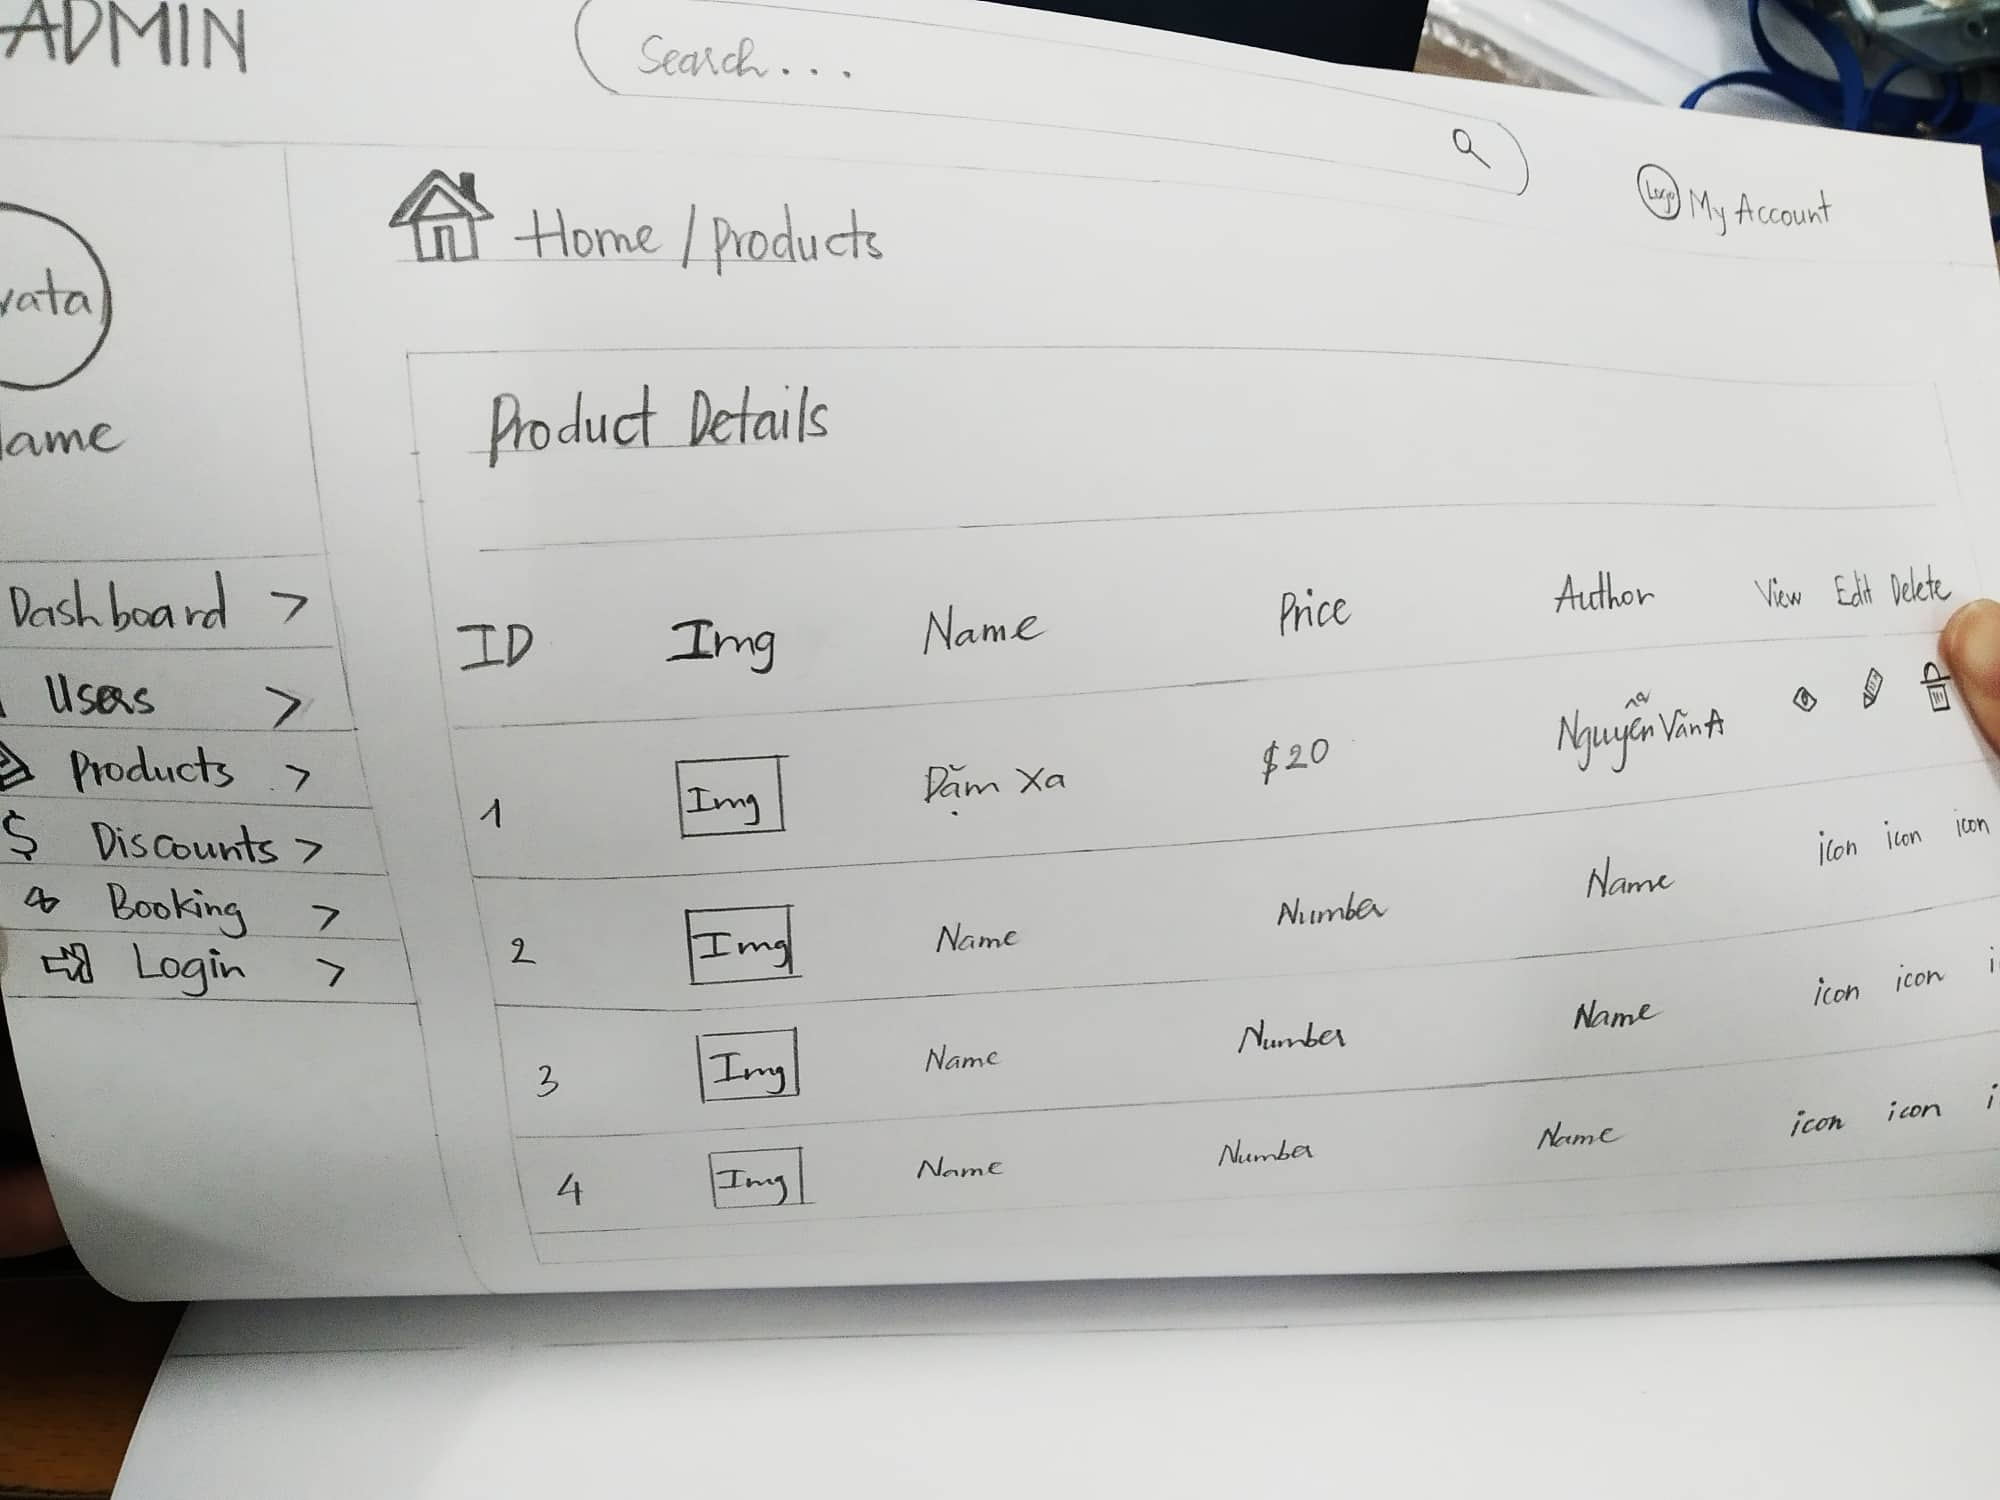 ADMIN
Search...
Logo My Account
Home / Products
vata
ame
Product Details
Dashboard >
Users >
Products >
$ Discounts >
Booking >
Login >
ID Img Name Price Author View Edit Delete
1 Img Dặm Xa $20 Nguyễn Văn A
2 Img Name Number Name icon icon icon
3 Img Name Number Name icon icon i
4 Img Name Number Name icon icon i